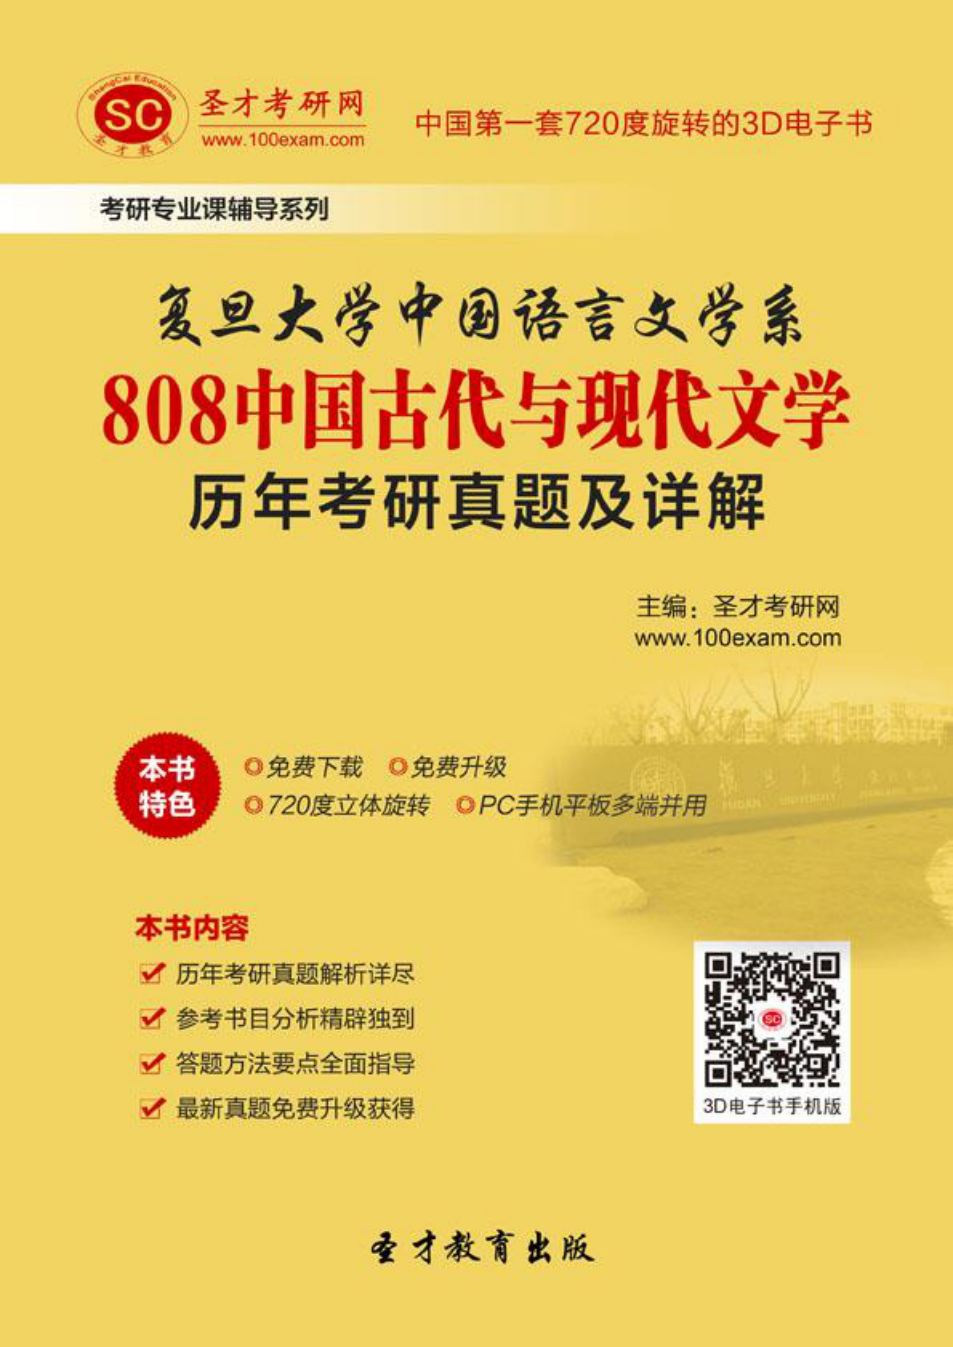 ShengCai Education
SC
圣才教育
圣才考研网
www.100exam.com
中国第一套720度旋转的3D电子书
考研专业课辅导系列
复旦大学中国语言文学系
808中国古代与现代文学
历年考研真题及详解
主编：圣才考研网
www.100exam.com
本书
特色
免费下载 免费升级
720度立体旋转 PC手机平板多端并用
本书内容
历年考研真题解析详尽
参考书目分析精辟独到
答题方法要点全面指导
最新真题免费升级获得
SC
3D电子书手机版
圣才教育出版